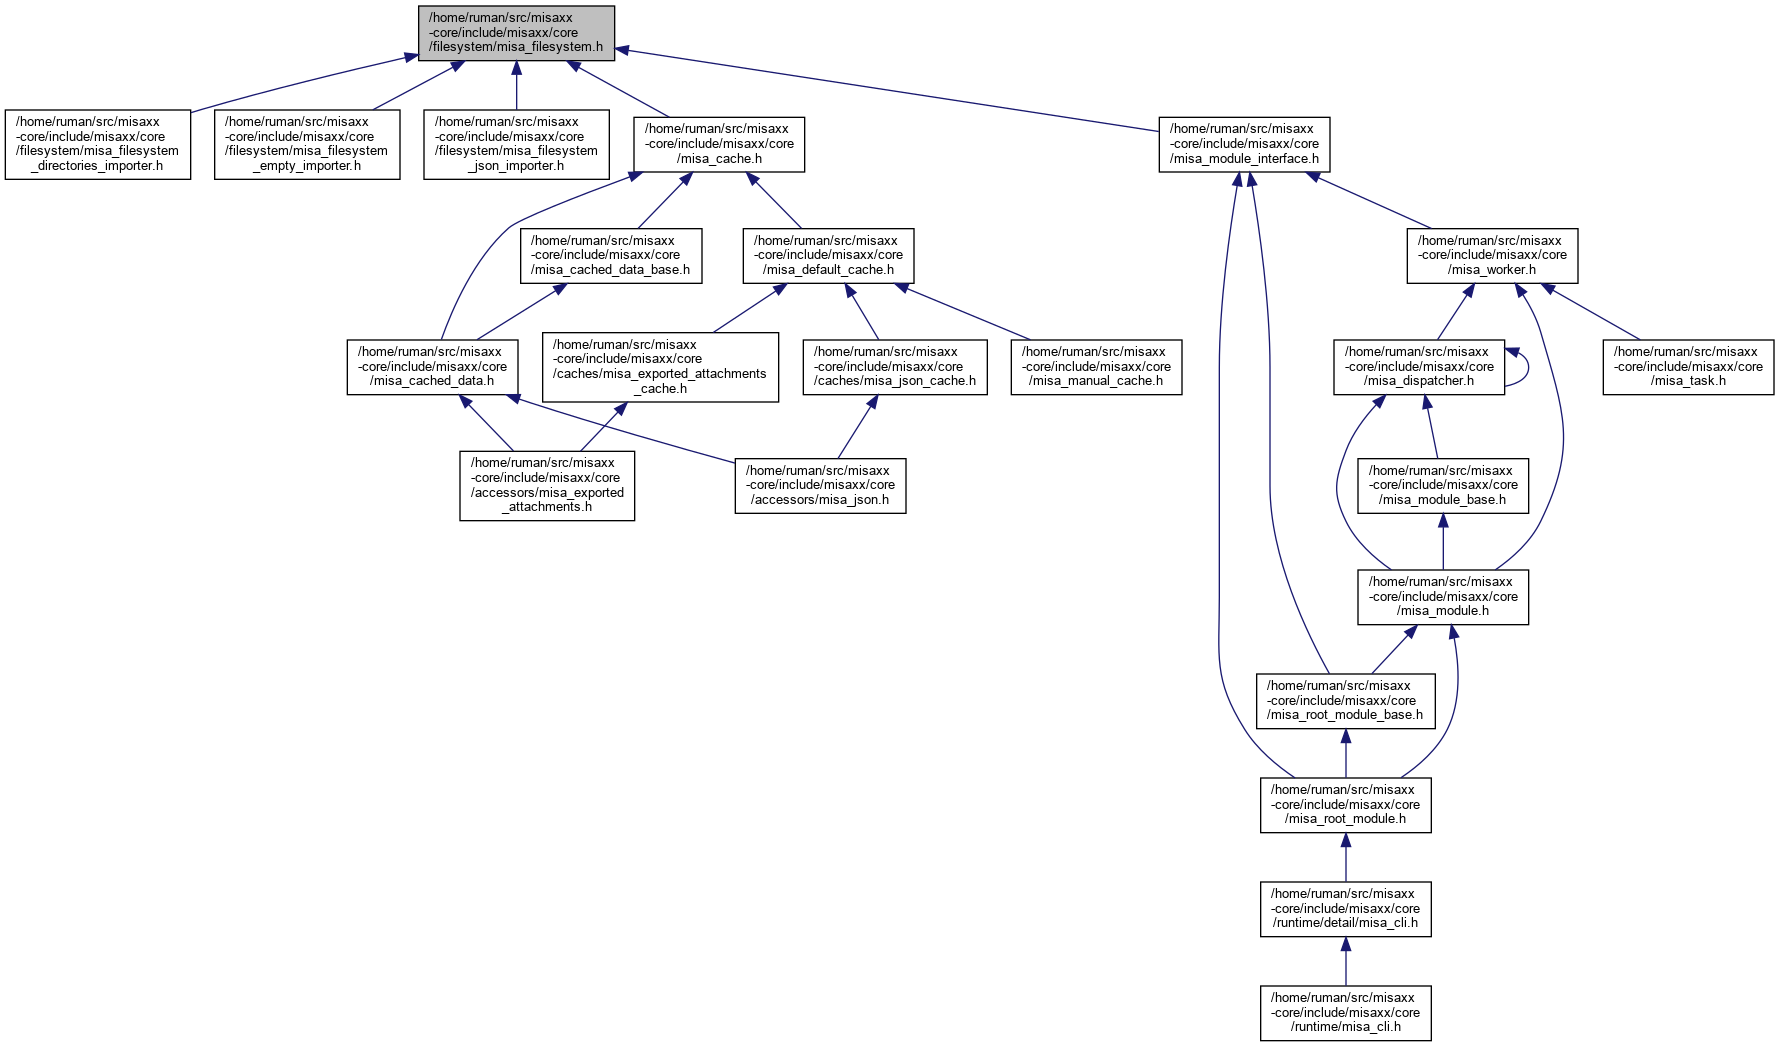 /home/ruman/src/misaxx
-core/include/misaxx/core
/filesystem/misa_filesystem.h
/home/ruman/src/misaxx
-core/include/misaxx/core
/filesystem/misa_filesystem
_directories_importer.h
/home/ruman/src/misaxx
-core/include/misaxx/core
/filesystem/misa_filesystem
_empty_importer.h
/home/ruman/src/misaxx
-core/include/misaxx/core
/filesystem/misa_filesystem
_json_importer.h
/home/ruman/src/misaxx
-core/include/misaxx/core
/misa_cache.h
/home/ruman/src/misaxx
-core/include/misaxx/core
/misa_module_interface.h
/home/ruman/src/misaxx
-core/include/misaxx/core
/misa_cached_data_base.h
/home/ruman/src/misaxx
-core/include/misaxx/core
/misa_default_cache.h
/home/ruman/src/misaxx
-core/include/misaxx/core
/misa_worker.h
/home/ruman/src/misaxx
-core/include/misaxx/core
/misa_cached_data.h
/home/ruman/src/misaxx
-core/include/misaxx/core
/caches/misa_exported_attachments
_cache.h
/home/ruman/src/misaxx
-core/include/misaxx/core
/caches/misa_json_cache.h
/home/ruman/src/misaxx
-core/include/misaxx/core
/misa_manual_cache.h
/home/ruman/src/misaxx
-core/include/misaxx/core
/misa_dispatcher.h
/home/ruman/src/misaxx
-core/include/misaxx/core
/misa_task.h
/home/ruman/src/misaxx
-core/include/misaxx/core
/accessors/misa_exported
_attachments.h
/home/ruman/src/misaxx
-core/include/misaxx/core
/accessors/misa_json.h
/home/ruman/src/misaxx
-core/include/misaxx/core
/misa_module_base.h
/home/ruman/src/misaxx
-core/include/misaxx/core
/misa_module.h
/home/ruman/src/misaxx
-core/include/misaxx/core
/misa_root_module_base.h
/home/ruman/src/misaxx
-core/include/misaxx/core
/misa_root_module.h
/home/ruman/src/misaxx
-core/include/misaxx/core
/runtime/detail/misa_cli.h
/home/ruman/src/misaxx
-core/include/misaxx/core
/runtime/misa_cli.h